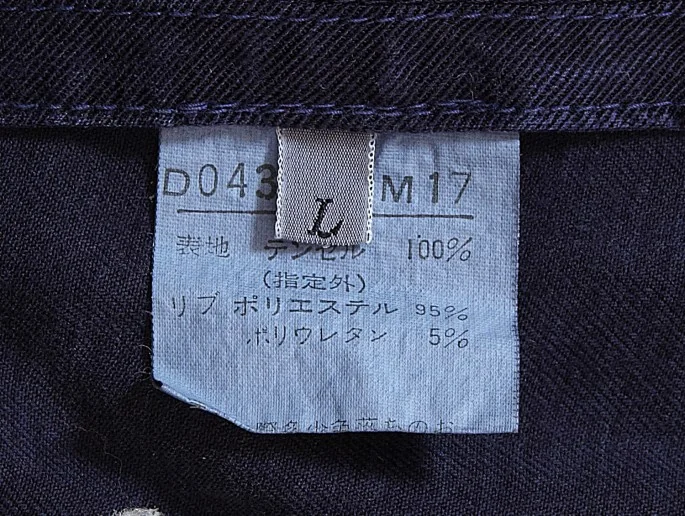 D043 M17
L
表地 テンセル 100%
(指定外)
リブ ポリエステル 95%
ポリウレタン 5%